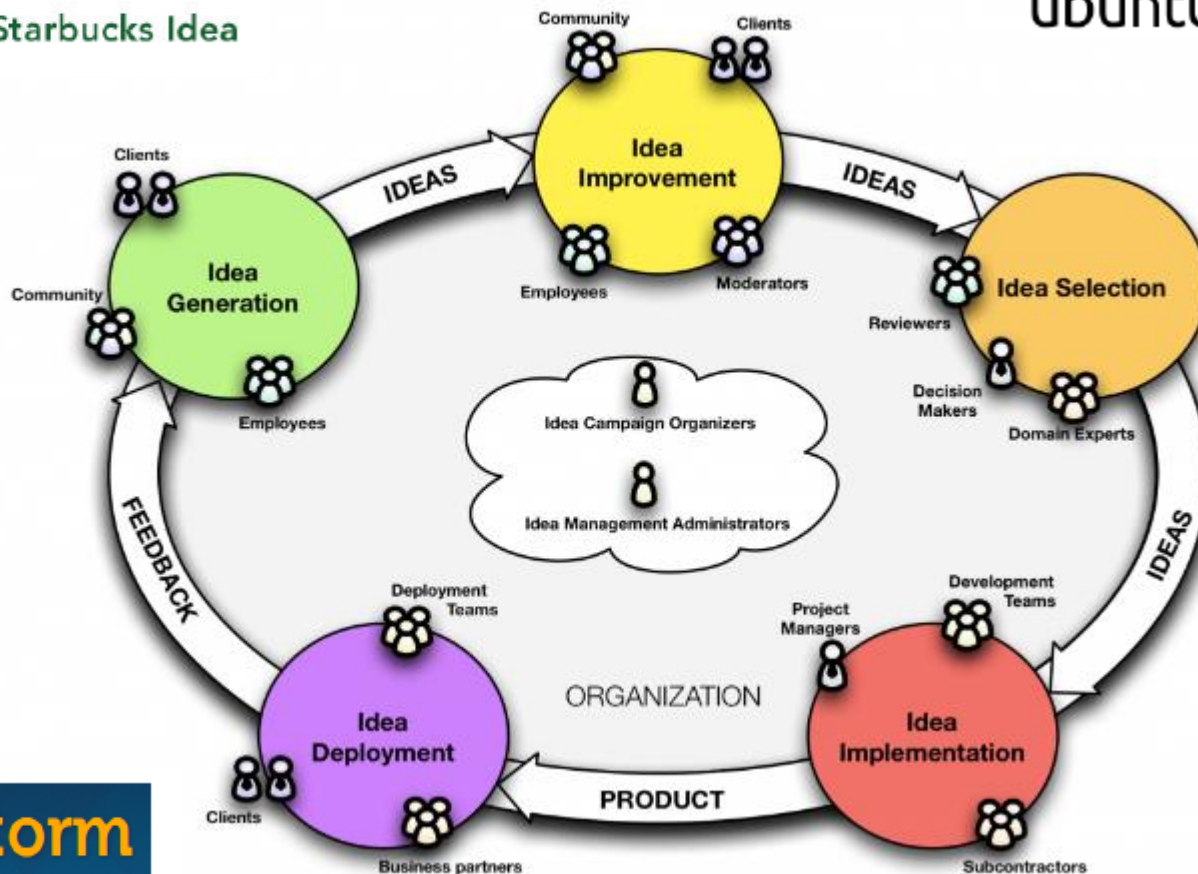 Starbucks Idea
ubuntu
Community
Clients
Idea
Improvement
Employees
Moderators
IDEAS
IDEAS
Clients
Idea
Generation
Community
Employees
Idea Selection
Reviewers
Decision
Makers
Domain Experts
Idea Campaign Organizers
Idea Management Administrators
FEEDBACK
IDEAS
Deployment
Teams
Idea
Deployment
Clients
Business partners
ORGANIZATION
PRODUCT
Project
Managers
Development
Teams
Idea
Implementation
Subcontractors
torm